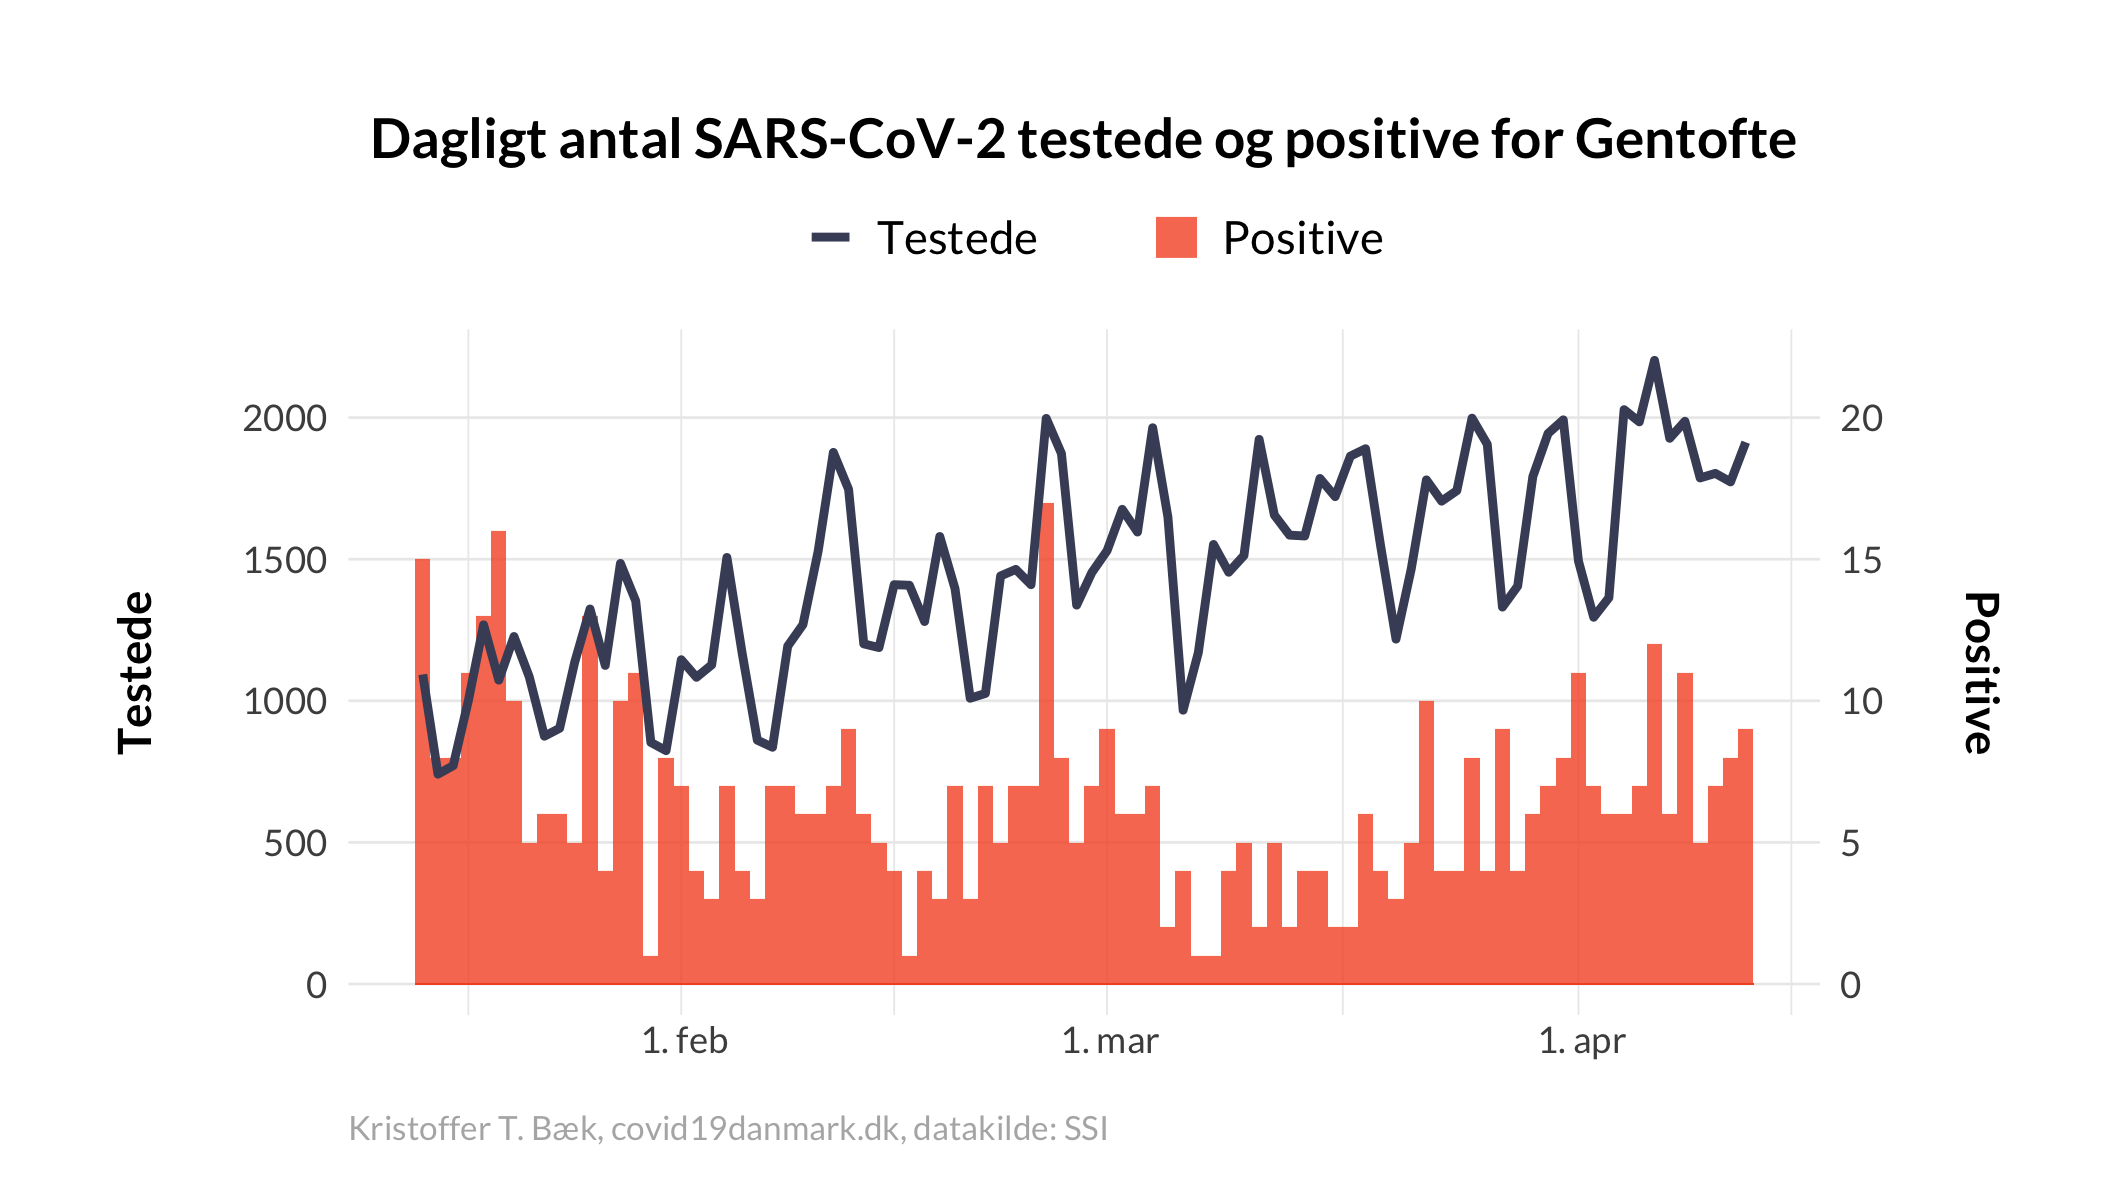 Dagligt antal SARS-CoV-2 testede og positive for Gentofte
Testede
Positive
Testede
2000
1500
1000
500
0
20
15
10
5
0
Positive
1. feb
1. mar
1. apr
Kristoffer T. Bæk, covid19danmark.dk, datakilde: SSI